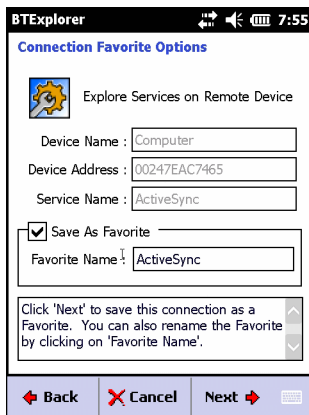 BTExplorer 7:55
Connection Favorite Options
Explore Services on Remote Device
Device Name : Computer
Device Address : 00247EAC7465
Service Name : ActiveSync
Save As Favorite
Favorite Name : ActiveSync
Click 'Next' to save this connection as a
Favorite. You can also rename the Favorite
by clicking on 'Favorite Name'.
Back Cancel Next